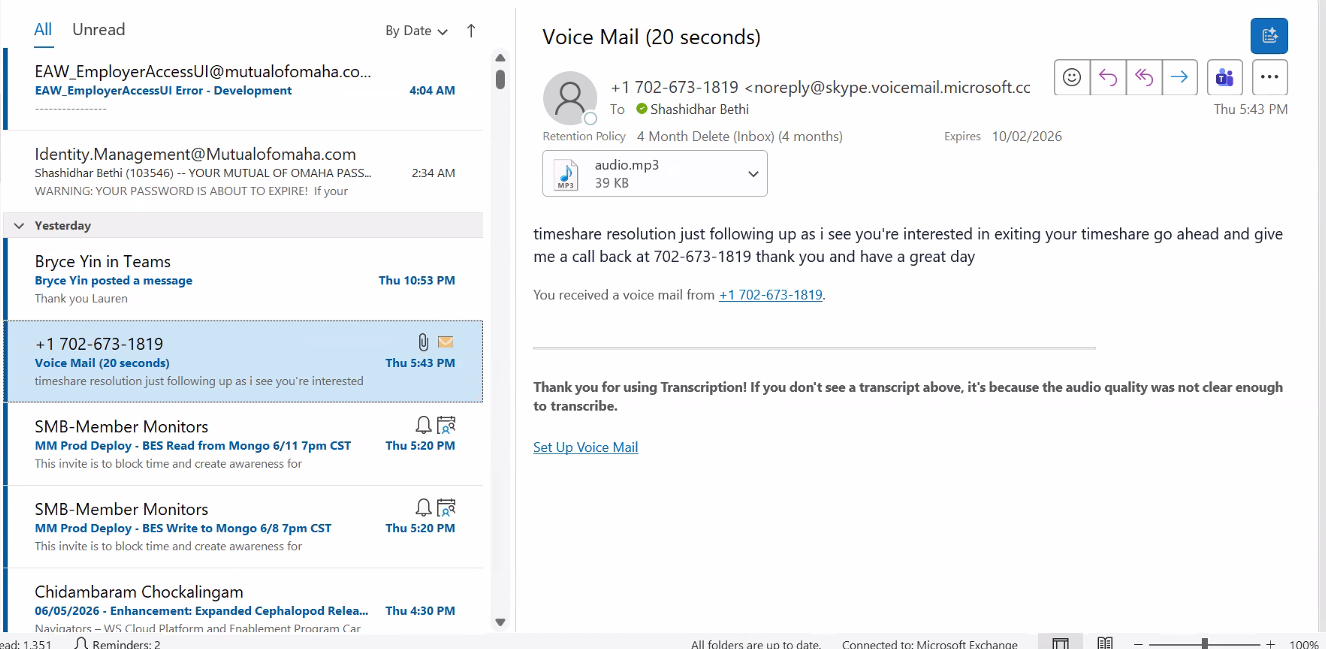 All Unread By Date
EAW_EmployerAccessUI@mutualofomaha.co...
EAW_EmployerAccessUI Error - Development 4:04 AM
----------------
Identity.Management@Mutualofomaha.com
Shashidhar Bethi (103546) -- YOUR MUTUAL OF OMAHA PASS... 2:34 AM
WARNING: YOUR PASSWORD IS ABOUT TO EXPIRE! If your
Yesterday
Bryce Yin in Teams
Bryce Yin posted a message Thu 10:53 PM
Thank you Lauren
+1 702-673-1819
Voice Mail (20 seconds) Thu 5:43 PM
timeshare resolution just following up as i see you're interested
SMB-Member Monitors
MM Prod Deploy - BES Read from Mongo 6/11 7pm CST Thu 5:20 PM
This invite is to block time and create awareness for
SMB-Member Monitors
MM Prod Deploy - BES Write to Mongo 6/8 7pm CST Thu 5:20 PM
This invite is to block time and create awareness for
Chidambaram Chockalingam
06/05/2026 - Enhancement: Expanded Cephalopod Relea... Thu 4:30 PM
Navigators – WS Cloud Platform and Enablement Program Car
Voice Mail (20 seconds)
+1 702-673-1819 <noreply@skype.voicemail.microsoft.cc
To Shashidhar Bethi Thu 5:43 PM
Retention Policy 4 Month Delete (Inbox) (4 months) Expires 10/02/2026
audio.mp3
MP3 39 KB
timeshare resolution just following up as i see you're interested in exiting your timeshare go ahead and give
me a call back at 702-673-1819 thank you and have a great day
You received a voice mail from +1 702-673-1819.
Thank you for using Transcription! If you don't see a transcript above, it's because the audio quality was not clear enough
to transcribe.
Set Up Voice Mail
ead: 1,351 Reminders: 2 All folders are up to date. Connected to: Microsoft Exchange 100%